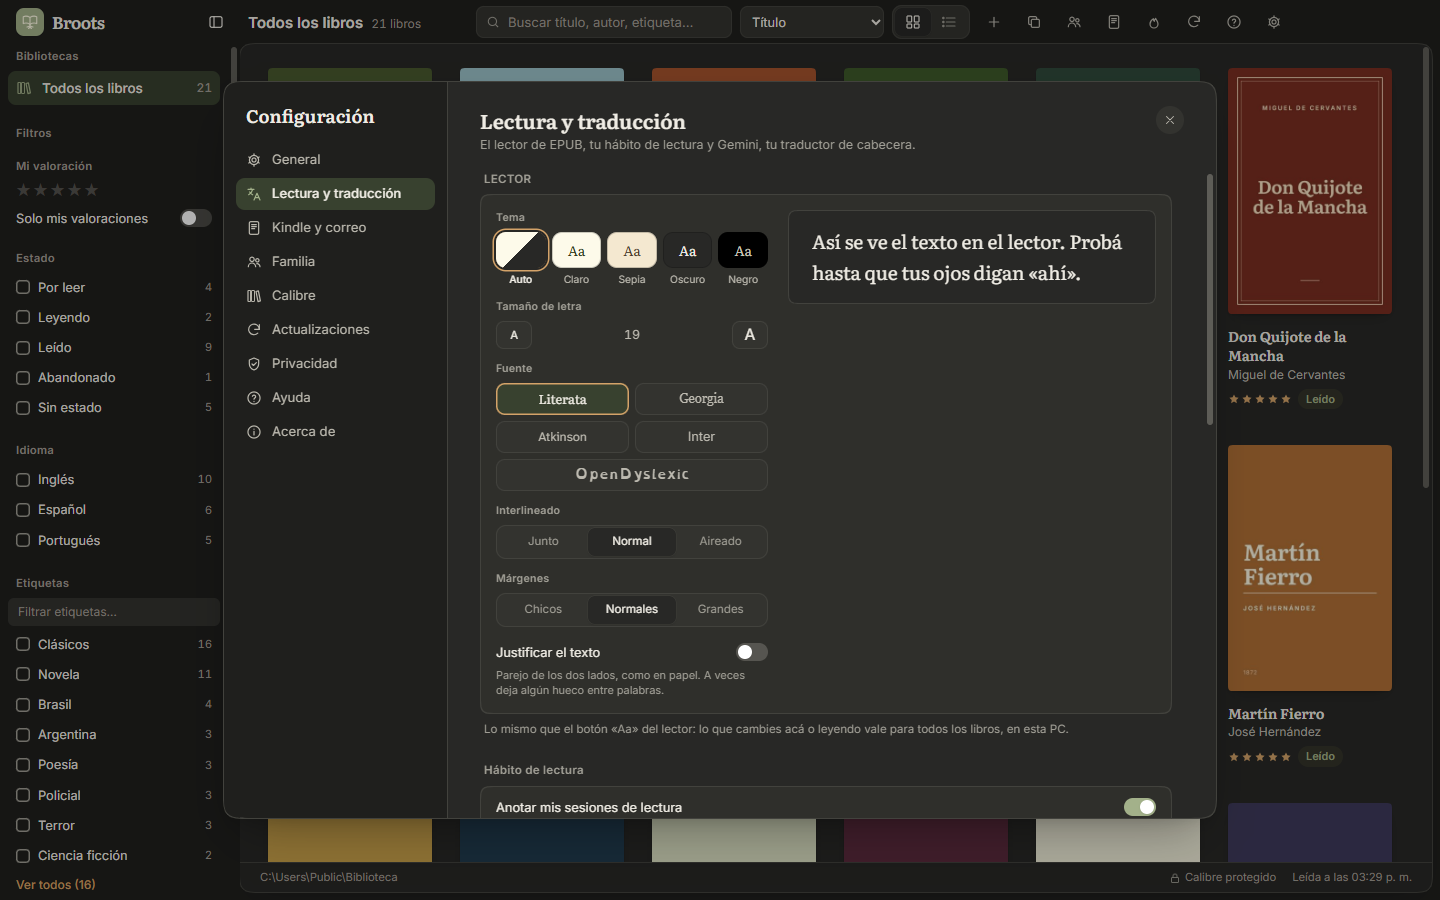 Broots
Todos los libros 21 libros
Buscar título, autor, etiqueta...
Título
Bibliotecas
Todos los libros 21
Filtros
Mi valoración
Solo mis valoraciones
Estado
Por leer 4
Leyendo 2
Leído 9
Abandonado 1
Sin estado 5
Idioma
Inglés 10
Español 6
Portugués 5
Etiquetas
Filtrar etiquetas...
Clásicos 16
Novela 11
Brasil 4
Argentina 3
Poesía 3
Policial 3
Terror 3
Ciencia ficción 2
Ver todos (16)
Configuración
General
Lectura y traducción
Kindle y correo
Familia
Calibre
Actualizaciones
Privacidad
Ayuda
Acerca de
Lectura y traducción
El lector de EPUB, tu hábito de lectura y Gemini, tu traductor de cabecera.
LECTOR
Tema
Aa Aa Aa Aa
Auto Claro Sepia Oscuro Negro
Tamaño de letra
A 19 A
Fuente
Literata Georgia
Atkinson Inter
OpenDyslexic
Interlineado
Junto Normal Aireado
Márgenes
Chicos Normales Grandes
Justificar el texto
Parejo de los dos lados, como en papel. A veces
deja algún hueco entre palabras.
Así se ve el texto en el lector. Probá
hasta que tus ojos digan «ahí».
Lo mismo que el botón «Aa» del lector: lo que cambies acá o leyendo vale para todos los libros, en esta PC.
Hábito de lectura
Anotar mis sesiones de lectura
MIGUEL DE CERVANTES
Don Quijote
de la Mancha
Don Quijote de la
Mancha
Miguel de Cervantes
Leído
Martín
Fierro
JOSÉ HERNÁNDEZ
1872
Martín Fierro
José Hernández
Leído
C:\Users\Public\Biblioteca
Calibre protegido Leída a las 03:29 p. m.